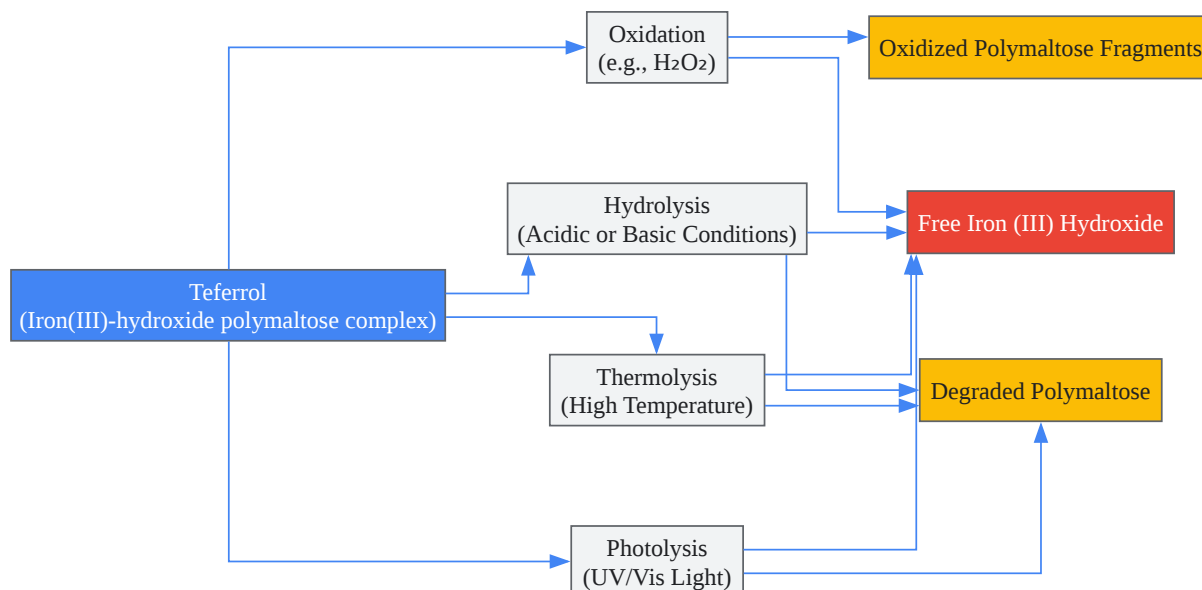 Oxidation
(e.g., H₂O₂)
Oxidized Polymaltose Fragments
Hydrolysis
(Acidic or Basic Conditions)
Free Iron (III) Hydroxide
Teferrol
(Iron(III)-hydroxide polymaltose complex)
Thermolysis
(High Temperature)
Degraded Polymaltose
Photolysis
(UV/Vis Light)